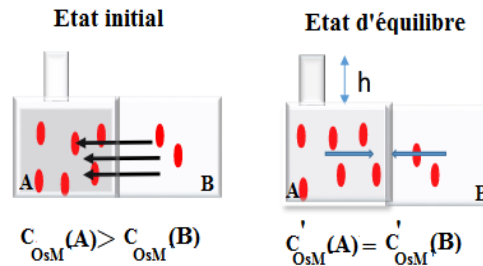 Etat initial
Etat d'équilibre
h
A
B
A
B
C OsM (A) > C OsM (B)
C' OsM (A) = C' OsM (B)